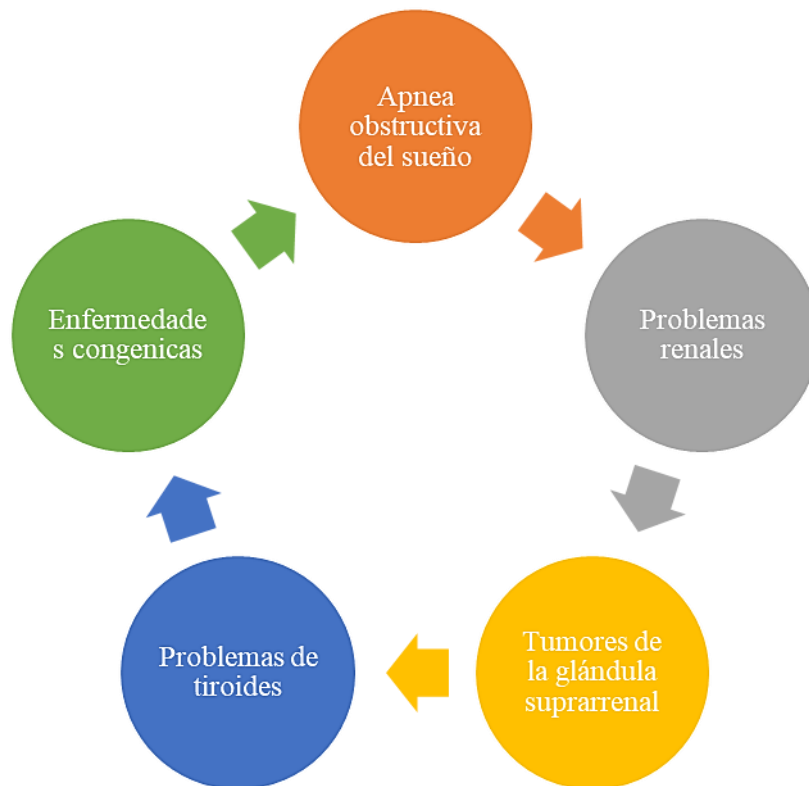 Apnea
obstructiva
del sueño
Problemas
renales
Tumores de
la glándula
suprarrenal
Problemas de
tiroides
Enfermedade
s congenicas